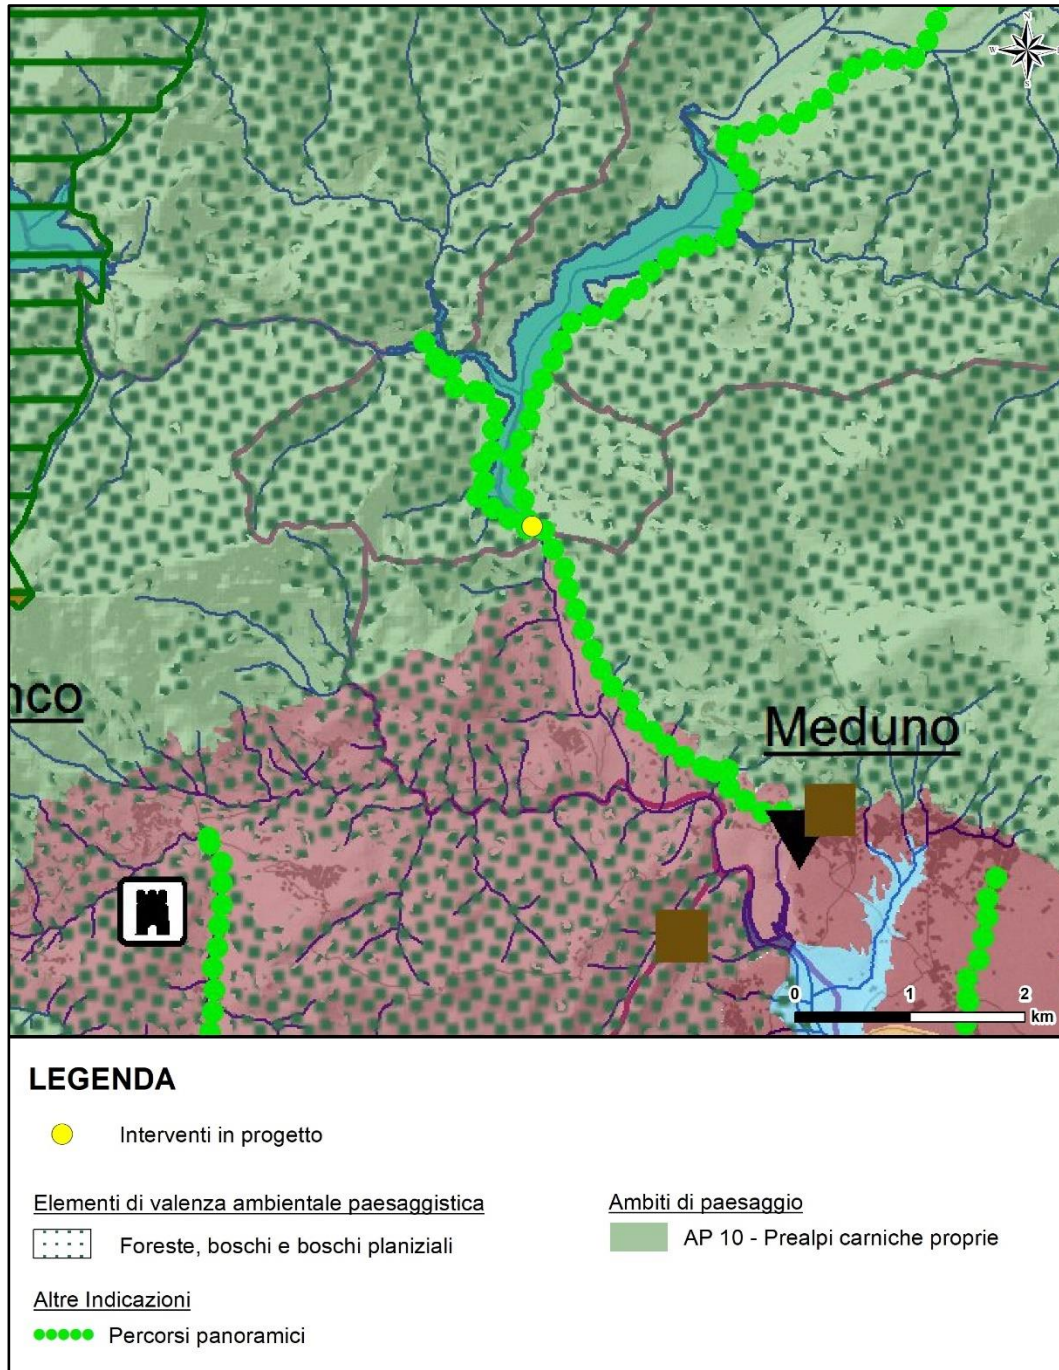 N
W
S
nco
Meduno
0 1 2
km
LEGENDA
Interventi in progetto
Elementi di valenza ambientale paesaggistica
Ambiti di paesaggio
Foreste, boschi e boschi planiziali
AP 10 - Prealpi carniche proprie
Altre Indicazioni
Percorsi panoramici